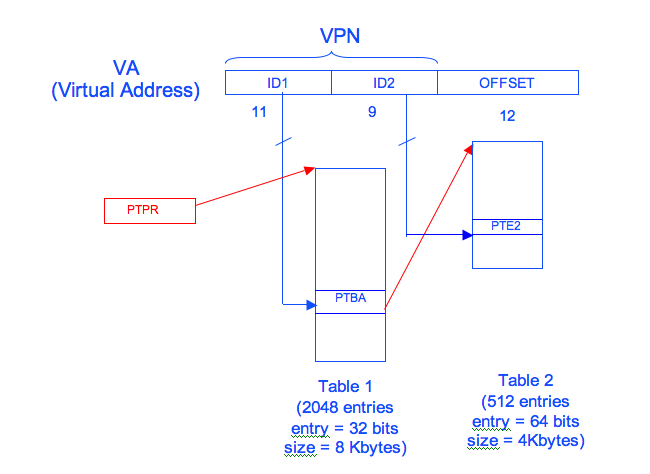 VPN
VA
(Virtual Address)
ID1 ID2 OFFSET
11 9 12
PTPR
PTE2
PTBA
Table 1
(2048 entries
entry = 32 bits
size = 8 Kbytes)
Table 2
(512 entries
entry = 64 bits
size = 4Kbytes)